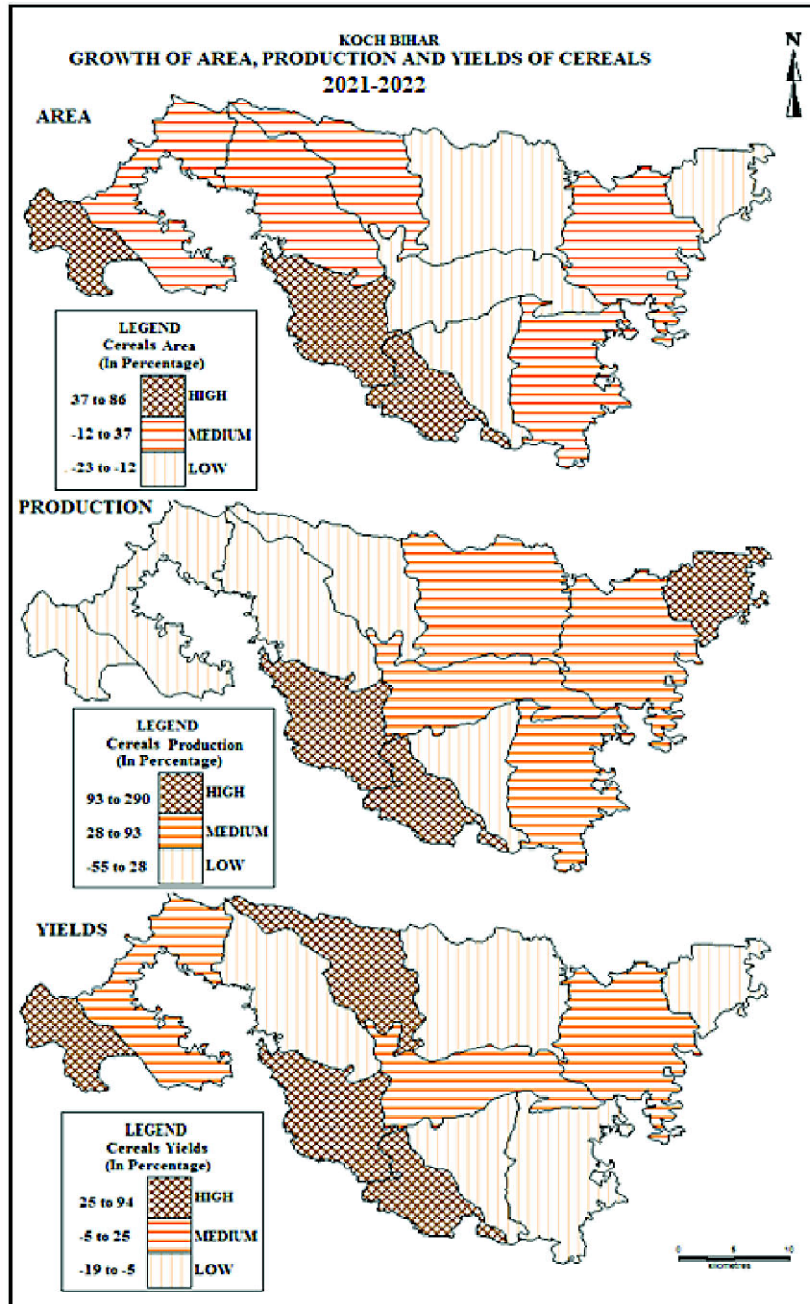 KOCH BIHAR
GROWTH OF AREA, PRODUCTION AND YIELDS OF CEREALS
2021-2022
N
AREA
LEGEND
Cereals Area
(In Percentage)
37 to 86 HIGH
-12 to 37 MEDIUM
-23 to -12 LOW
PRODUCTION
LEGEND
Cereals Production
(In Percentage)
93 to 290 HIGH
28 to 93 MEDIUM
-55 to 28 LOW
YIELDS
LEGEND
Cereals Yields
(In Percentage)
25 to 94 HIGH
-5 to 25 MEDIUM
-19 to -5 LOW
0 5 10
kilometres